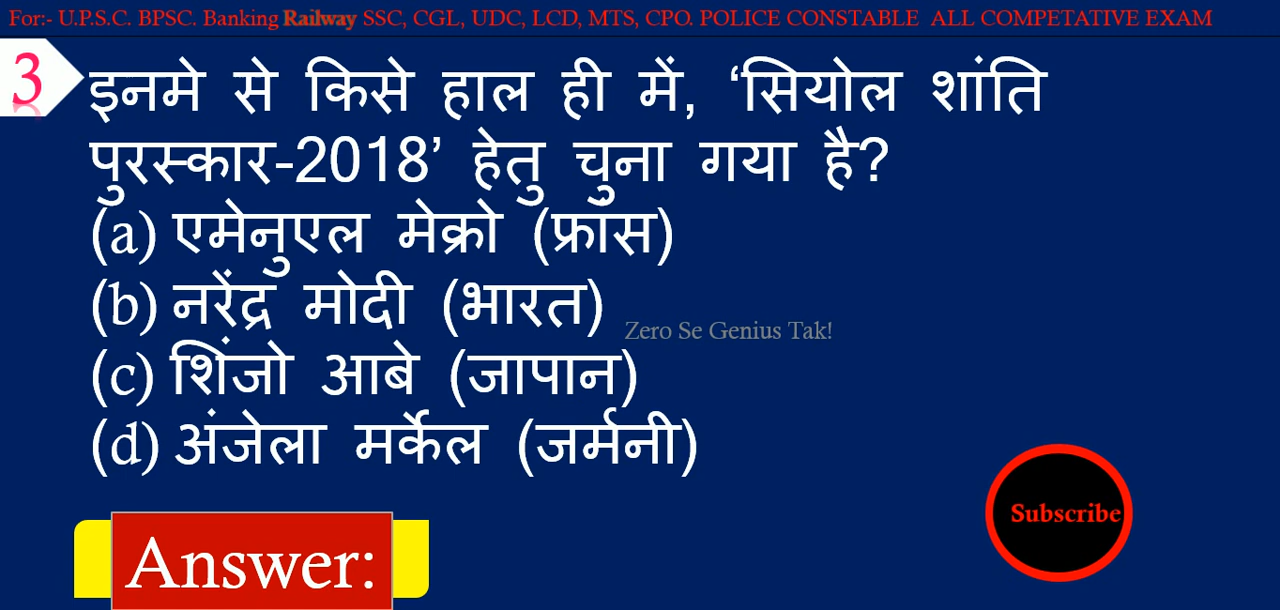 For:- U.P.S.C. BPSC. Banking Railway SSC, CGL, UDC, LCD, MTS, CPO. POLICE CONSTABLE ALL COMPETATIVE EXAM
3
इनमे से किसे हाल ही में, ‘सियोल शांति
पुरस्कार-2018’ हेतु चुना गया है?
(a) एमेनुएल मेक्रो (फ्रांस)
(b) नरेंद्र मोदी (भारत)
Zero Se Genius Tak!
(c) शिंजो आबे (जापान)
(d) अंजेला मर्केल (जर्मनी)
Subscribe
Answer: